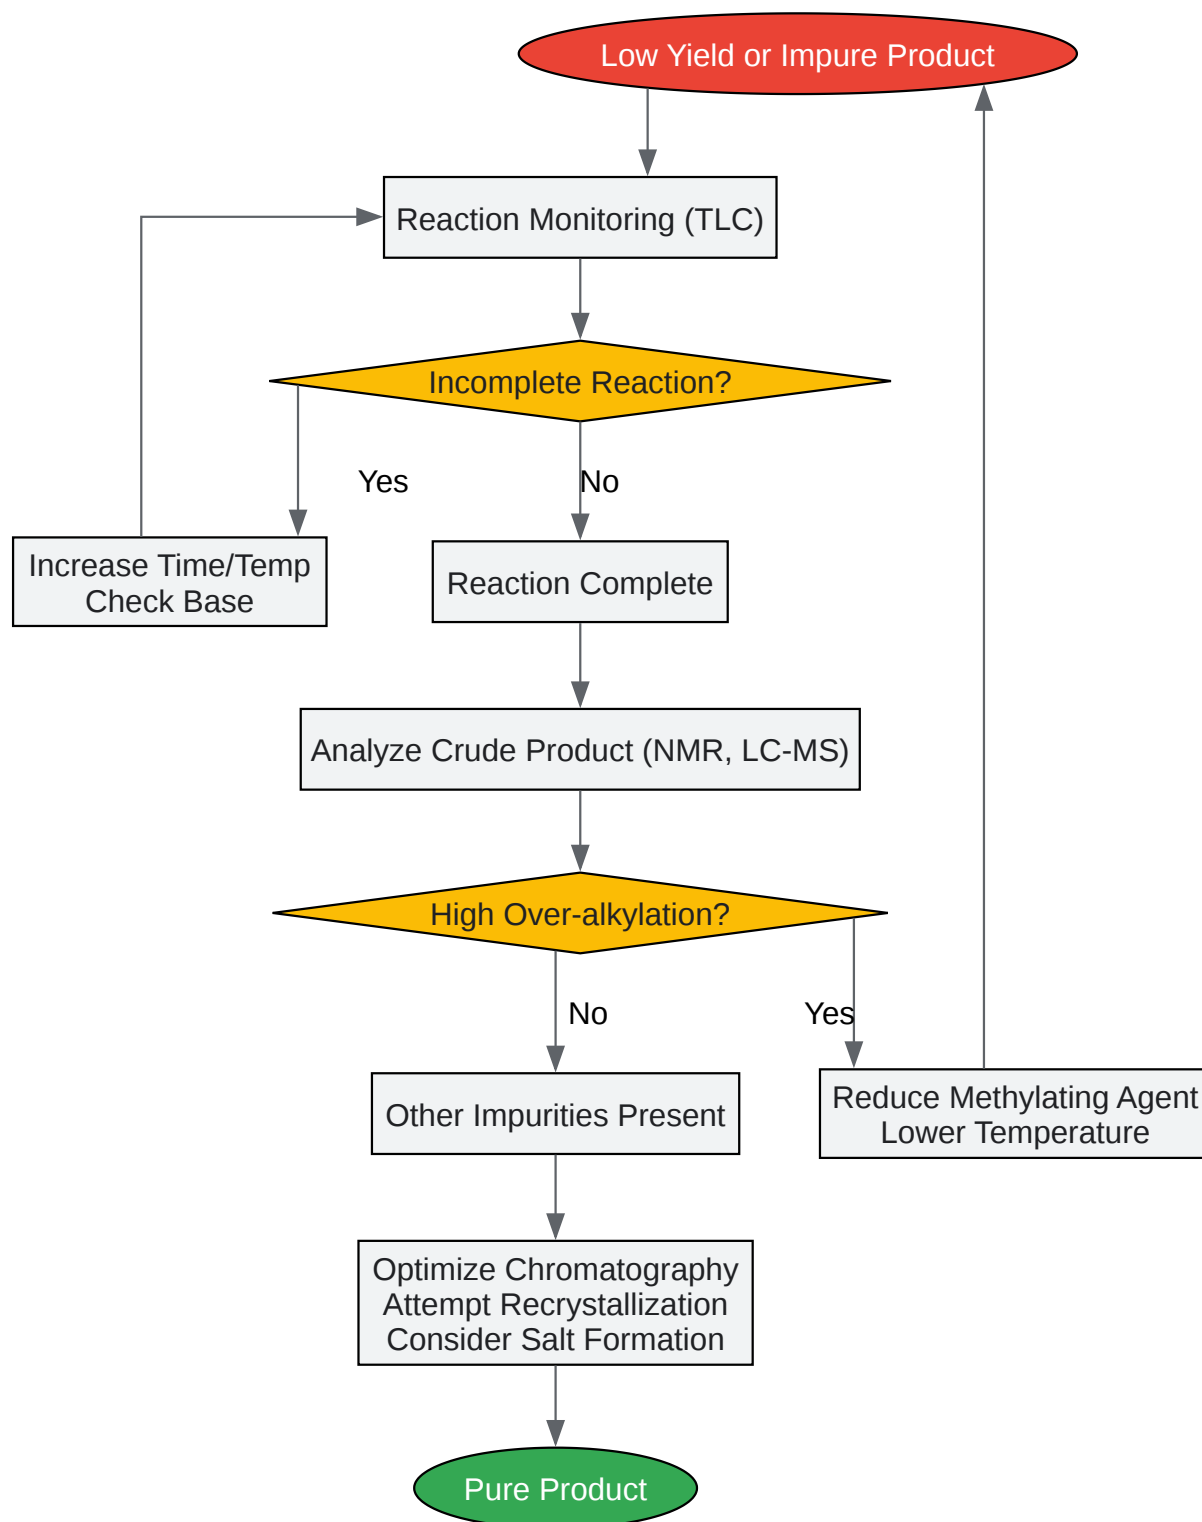 Low Yield or Impure Product
Reaction Monitoring (TLC)
Incomplete Reaction?
Yes
No
Increase Time/Temp
Check Base
Reaction Complete
Analyze Crude Product (NMR, LC-MS)
High Over-alkylation?
No
Yes
Other Impurities Present
Reduce Methylating Agent
Lower Temperature
Optimize Chromatography
Attempt Recrystallization
Consider Salt Formation
Pure Product